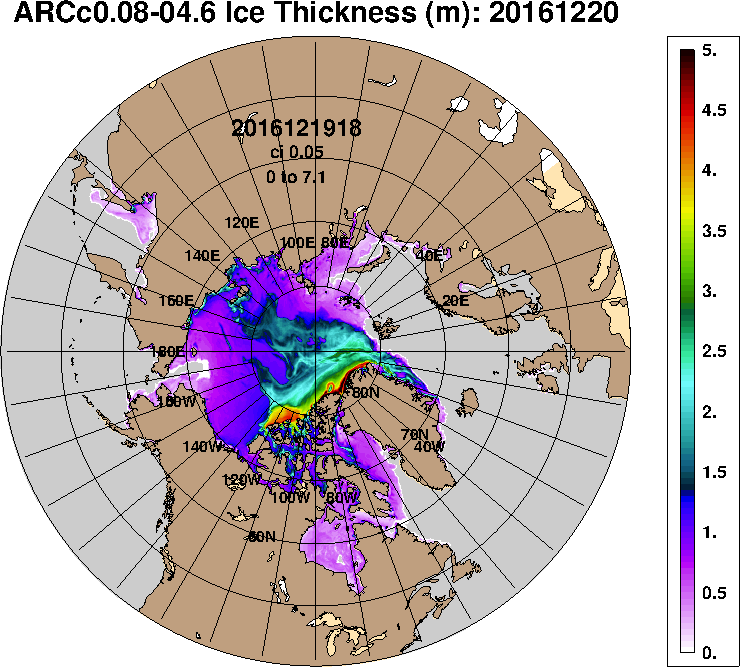 ARCc0.08-04.6 Ice Thickness (m): 20161220
2016121918
ci 0.05
0 to 7.1
120E
100E 80E
140E
40E
160E
20E
180E
160W
80N
140W
70N
40W
120W
100W 80W
60N
5.
4.5
4.
3.5
3.
2.5
2.
1.5
1.
0.5
0.